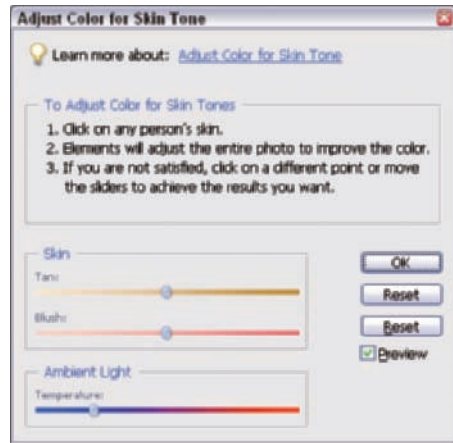 Adjust Color for Skin Tone
Learn more about: Adjust Color for Skin Tone
To Adjust Color for Skin Tones
1. Click on any person's skin.
2. Elements will adjust the entire photo to improve the color.
3. If you are not satisfied, click on a different point or move
the sliders to achieve the results you want.
Skin
Tan:
Blush:
OK
Reset
Reset
Preview
Ambient Light
Temperature: